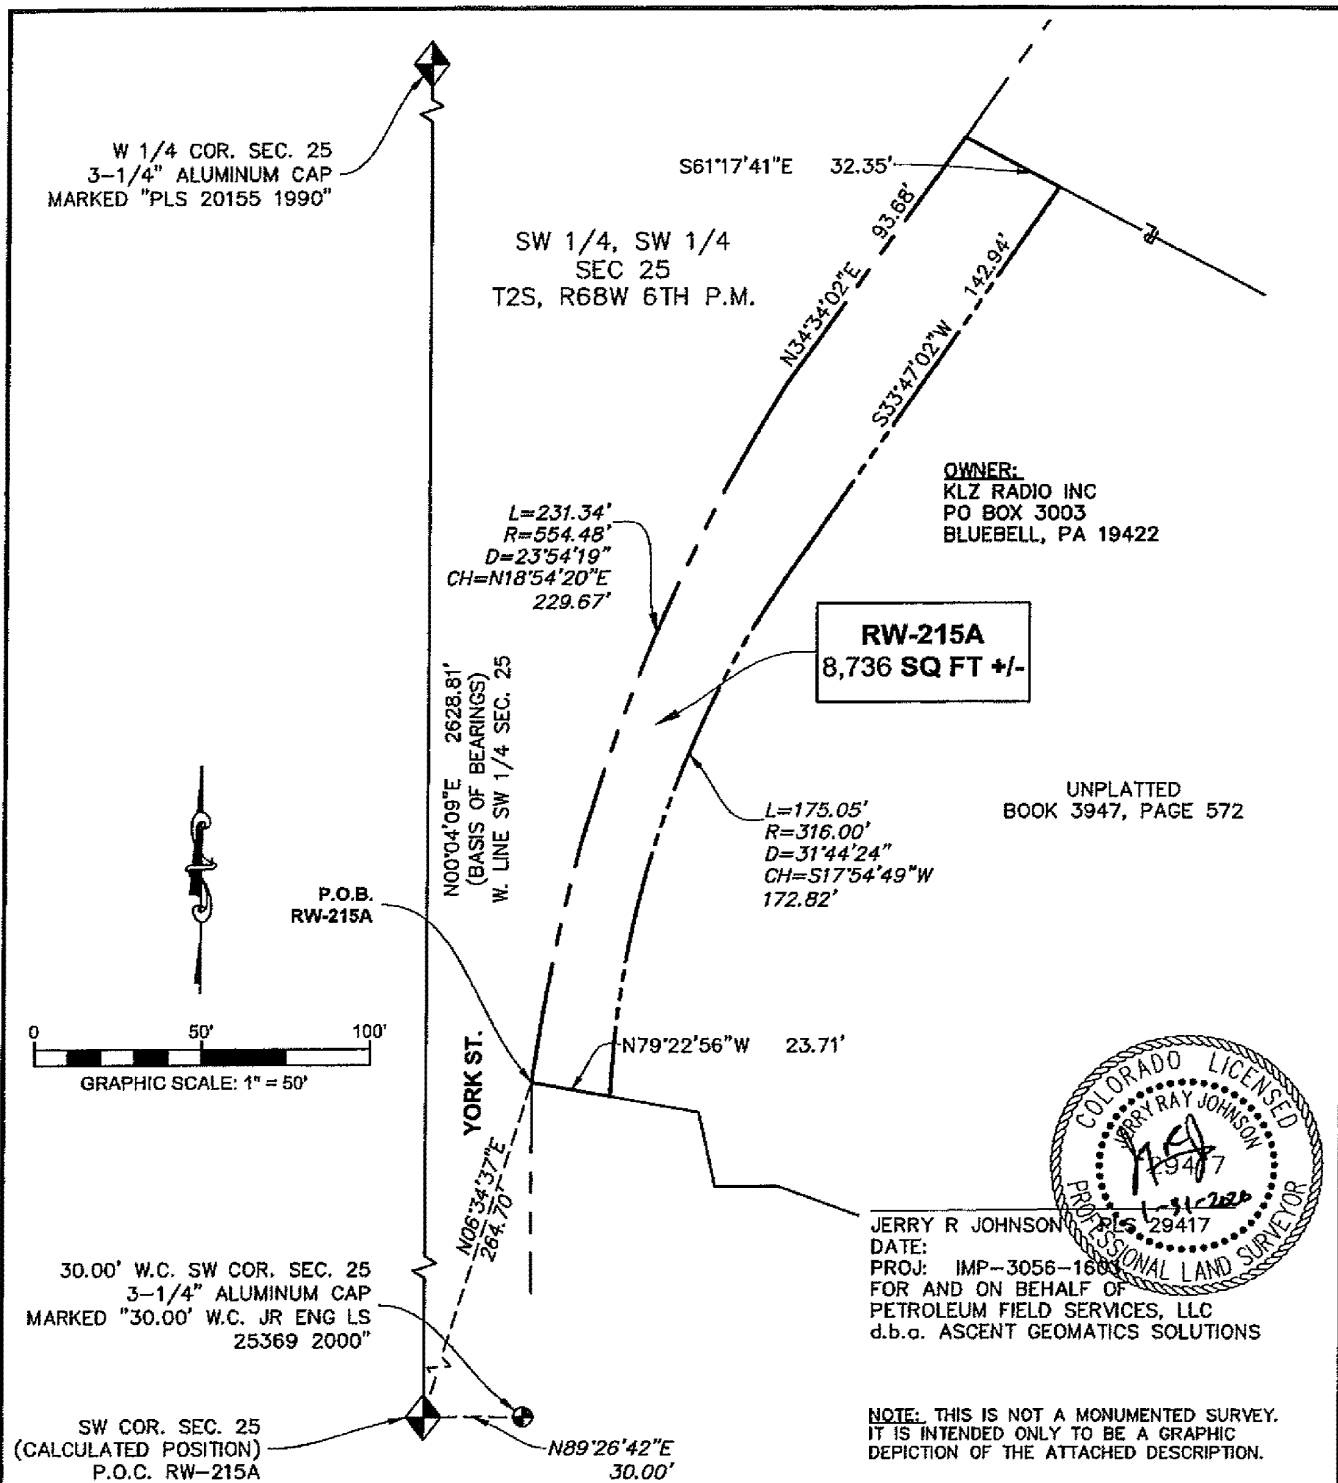 W 1/4 COR. SEC. 25
3-1/4" ALUMINUM CAP
MARKED "PLS 20155 1990"
SW 1/4, SW 1/4
SEC 25
T2S, R68W 6TH P.M.
S61°17'41"E 32.35'
N34°34'02"E 93.68'
S33°47'02"W 142.94'
OWNER:
KLZ RADIO INC
PO BOX 3003
BLUEBELL, PA 19422
L=231.34'
R=554.48'
D=23°54'19"
CH=N18°54'20"E
229.67'
RW-215A
8,736 SQ FT +/-
N00°04'09"E 2628.81'
(BASIS OF BEARINGS)
W. LINE SW 1/4 SEC. 25
UNPLATTED
BOOK 3947, PAGE 572
L=175.05'
R=316.00'
D=31°44'24"
CH=S17°54'49"W
172.82'
P.O.B.
RW-215A
0 50' 100'
GRAPHIC SCALE: 1" = 50'
YORK ST.
N79°22'56"W 23.71'
N06°34'37"E
264.70'
COLORADO LICENSED
JERRY RAY JOHNSON
29417
1-31-2020
PROFESSIONAL LAND SURVEYOR
JERRY R JOHNSON PLS 29417
DATE:
PROJ: IMP-3056-1603
FOR AND ON BEHALF OF
PETROLEUM FIELD SERVICES, LLC
d.b.a. ASCENT GEOMATICS SOLUTIONS
30.00' W.C. SW COR. SEC. 25
3-1/4" ALUMINUM CAP
MARKED "30.00' W.C. JR ENG LS
25369 2000"
SW COR. SEC. 25
(CALCULATED POSITION)
P.O.C. RW-215A
N89°26'42"E
30.00'
NOTE: THIS IS NOT A MONUMENTED SURVEY.
IT IS INTENDED ONLY TO BE A GRAPHIC
DEPICTION OF THE ATTACHED DESCRIPTION.